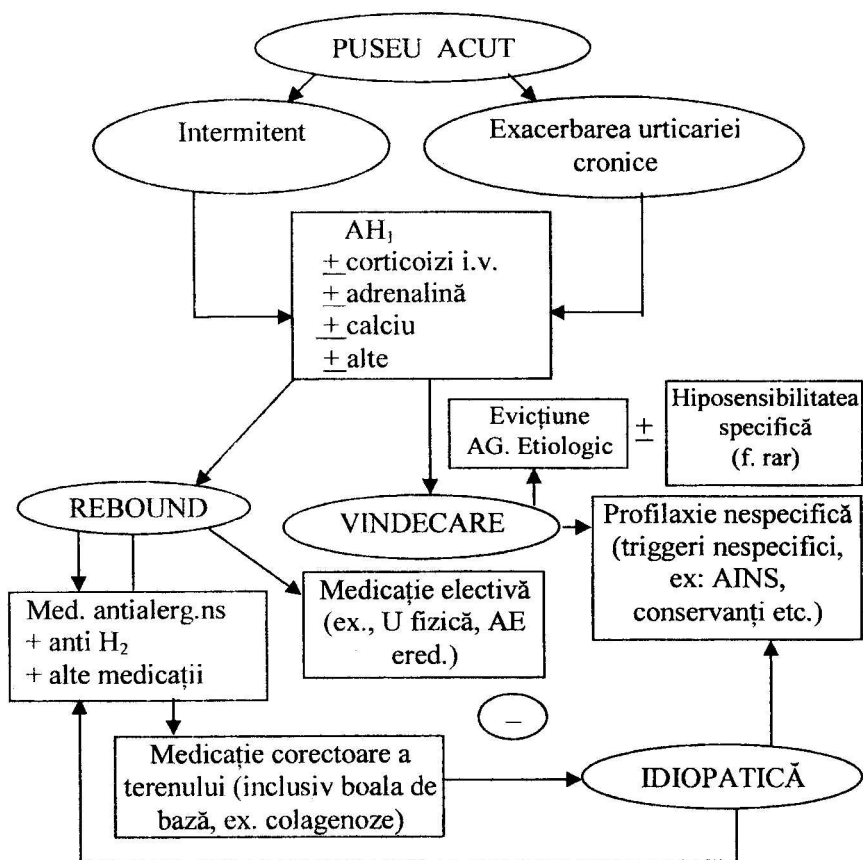 PUSEU ACUT
Intermitent
Exacerbarea urticariei
cronice
AH₁
± corticoizi i.v.
± adrenalină
± calciu
± alte
Evicțiune
AG. Etiologic
±
Hiposensibilitatea
specifică
(f. rar)
REBOUND
VINDECARE
Profilaxie nespecifică
(triggeri nespecifici,
ex: AINS,
conservanți etc.)
Medicație electivă
(ex., U fizică, AE
ered.)
Med. antialerg.ns
+ anti H₂
+ alte medicații
–
Medicație corectoare a
terenului (inclusiv boala de
bază, ex. colagenoze)
IDIOPATICĂ